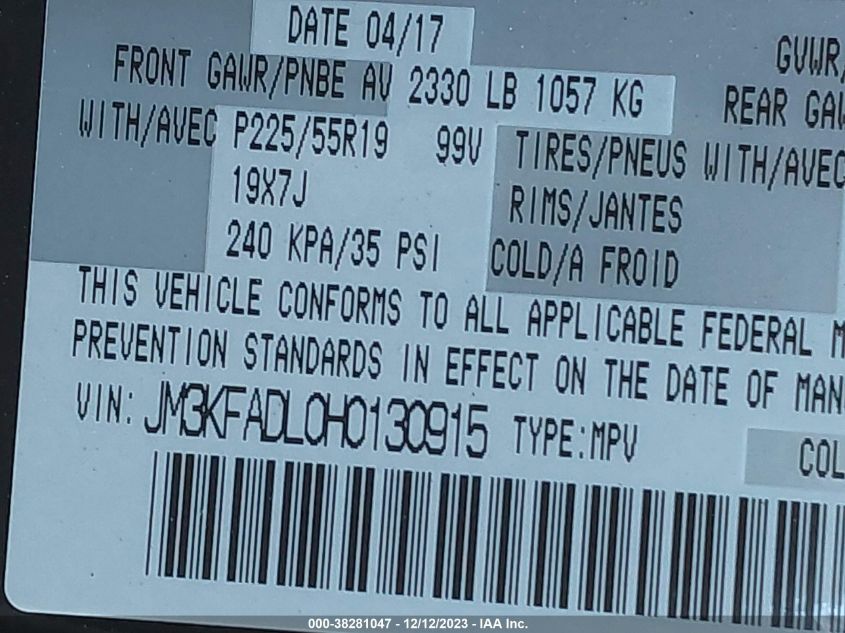 DATE 04/17
GVWR/
FRONT GAWR/PNBE AV 2330 LB 1057 KG
REAR GAW
WITH/AVEC P225/55R19 99V TIRES/PNEUS WITH/AVEC
19X7J RIMS/JANTES
240 KPA/35 PSI COLD/A FROID
THIS VEHICLE CONFORMS TO ALL APPLICABLE FEDERAL M
PREVENTION STANDARDS IN EFFECT ON THE DATE OF MAN
VIN: JM3KFADL0H0130915 TYPE:MPV
COL
000-38281047 - 12/12/2023 - IAA Inc.